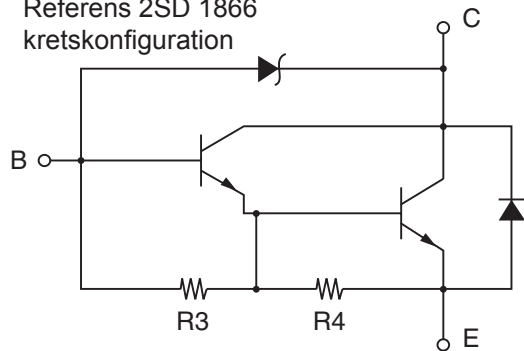 Referens 2SD 1866
kretskonfiguration
C
B
R3 R4
E